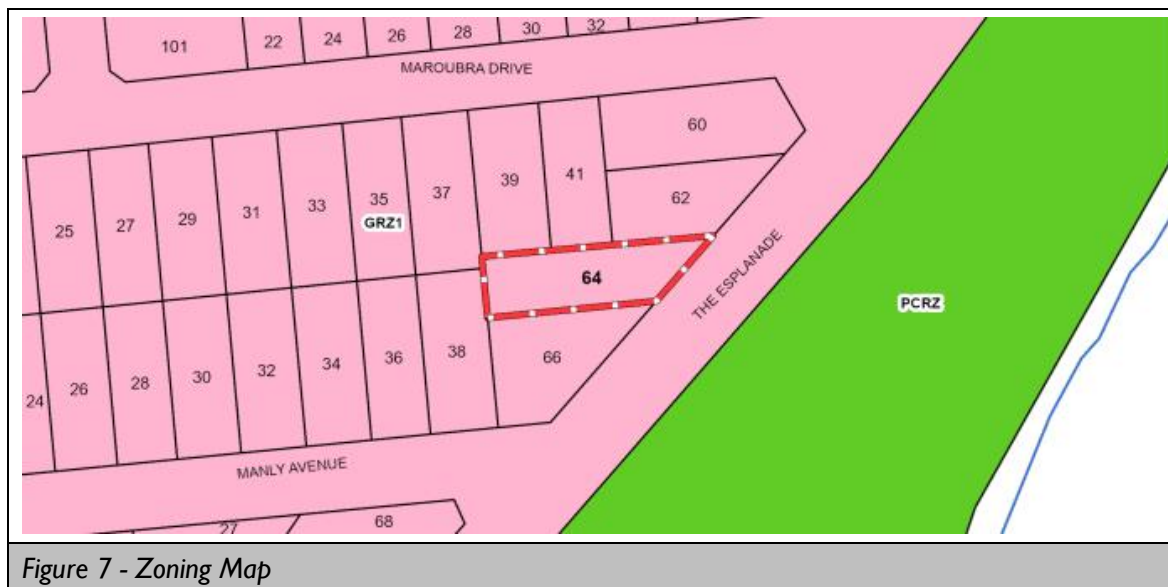 101 22 24 26 28 30 32
MAROUBRA DRIVE
25 27 29 31 33 35 37 39 41 60
GRZ1
62
64
THE ESPLANADE
PCRZ
24 26 28 30 32 34 36 38 66
MANLY AVENUE
27 68
Figure 7 - Zoning Map